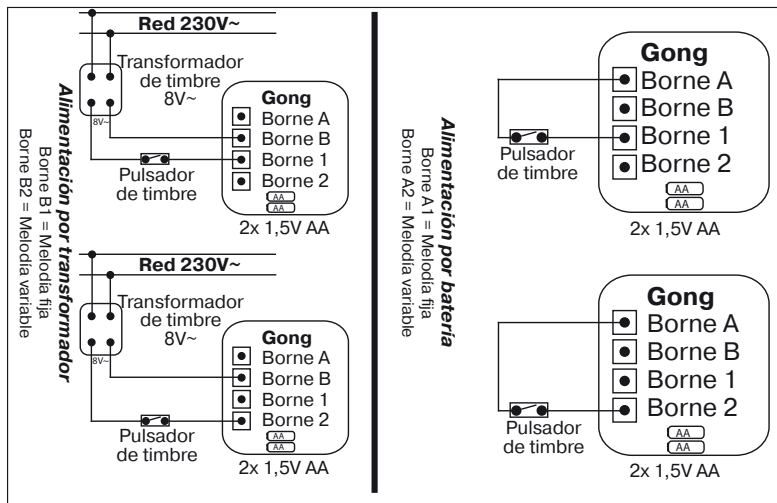 Alimentación por transformador
Borne B1 = Melodía fija
Borne B2 = Melodía variable
Red 230V~
Transformador
de timbre
8V~
8V~
Gong
Borne A
Borne B
Borne 1
Borne 2
AA
AA
2x 1,5V AA
Pulsador
de timbre
Red 230V~
Transformador
de timbre
8V~
8V~
Gong
Borne A
Borne B
Borne 1
Borne 2
AA
AA
2x 1,5V AA
Pulsador
de timbre
Alimentación por batería
Borne A1 = Melodía fija
Borne A2 = Melodía variable
Gong
Borne A
Borne B
Borne 1
Borne 2
AA
AA
2x 1,5V AA
Pulsador
de timbre
Gong
Borne A
Borne B
Borne 1
Borne 2
AA
AA
2x 1,5V AA
Pulsador
de timbre